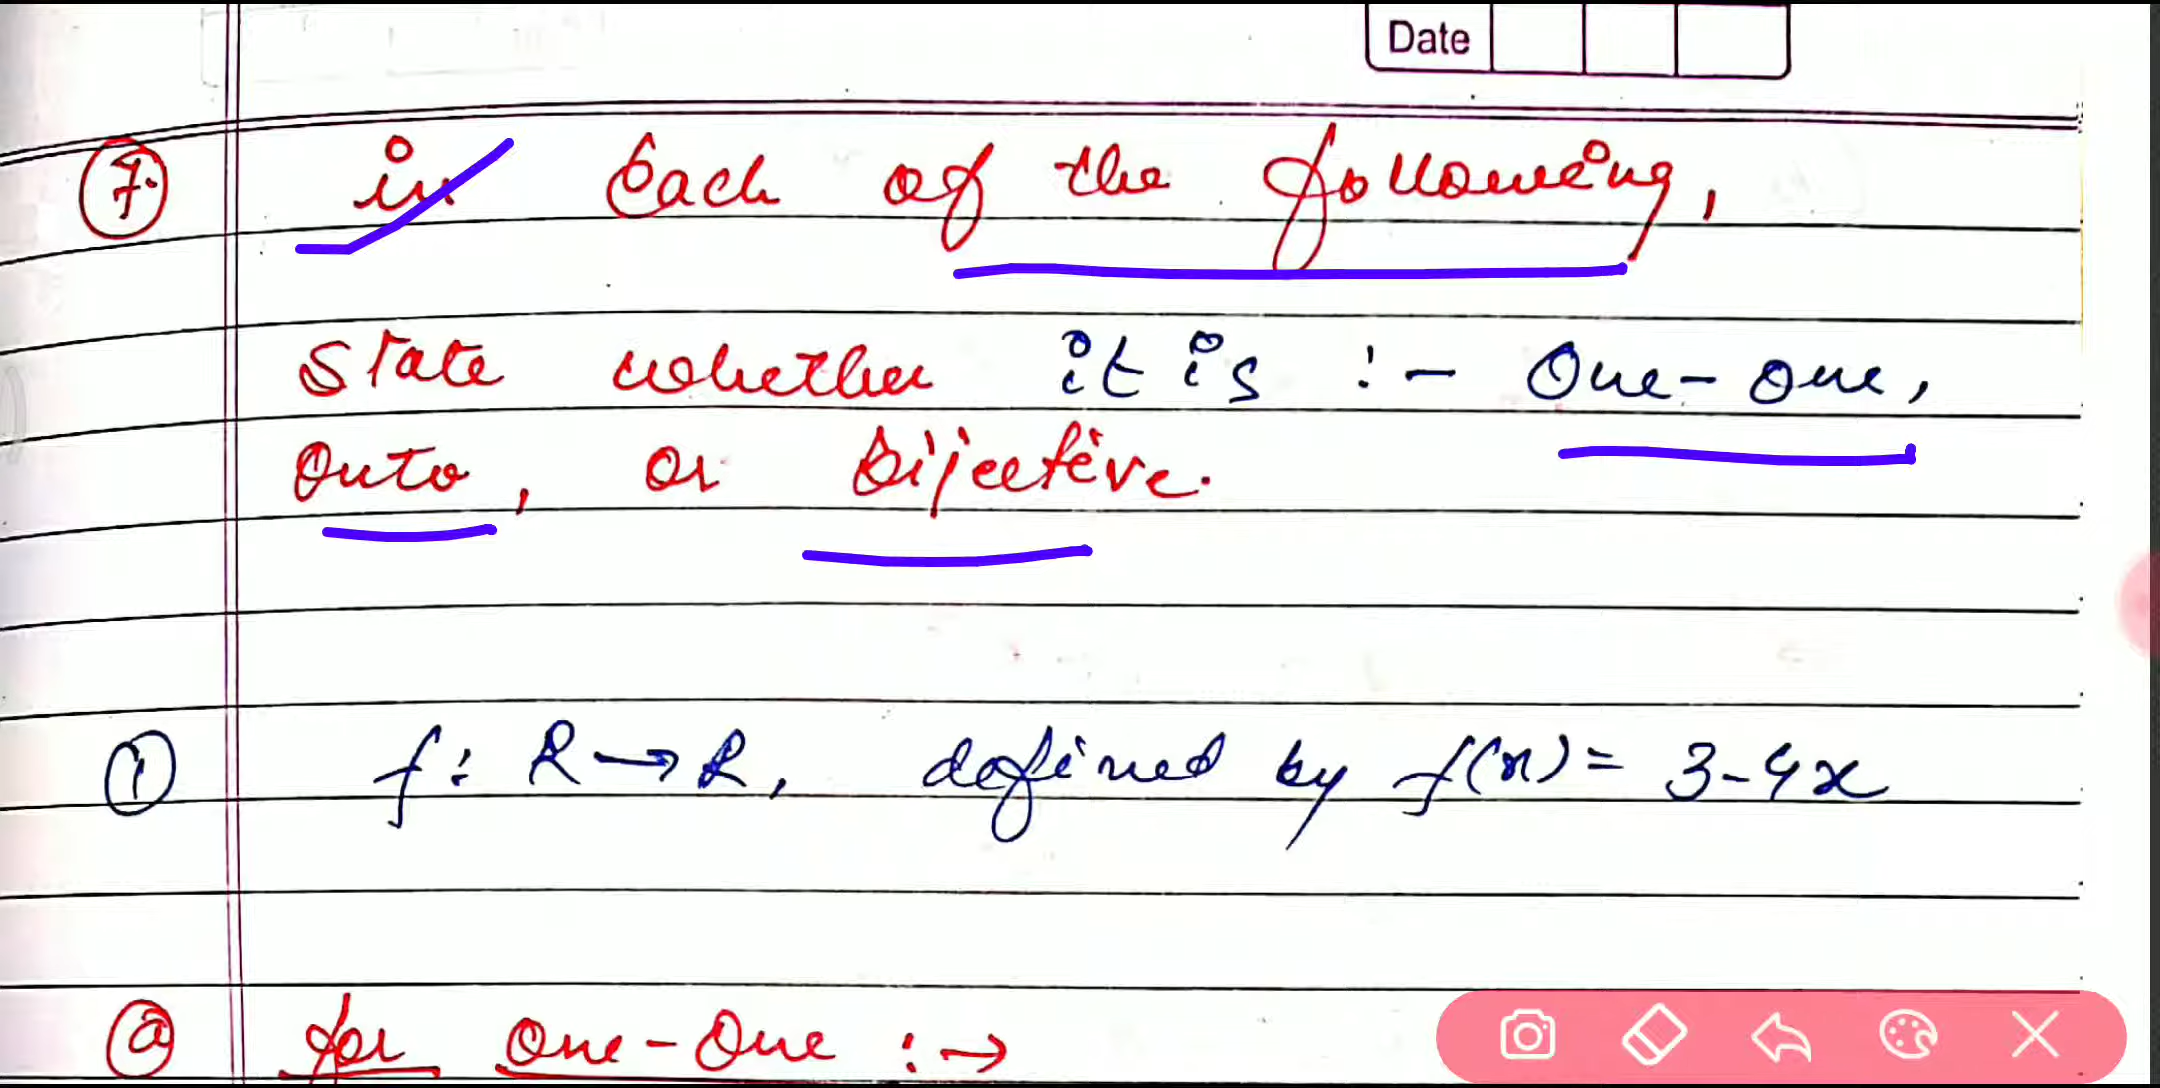 Date
7. in Each of the following,
State whether it is :- One-one,
Onto, or Bijective.
1 f: R→R, defined by f(x) = 3-4x
a for One-One :→